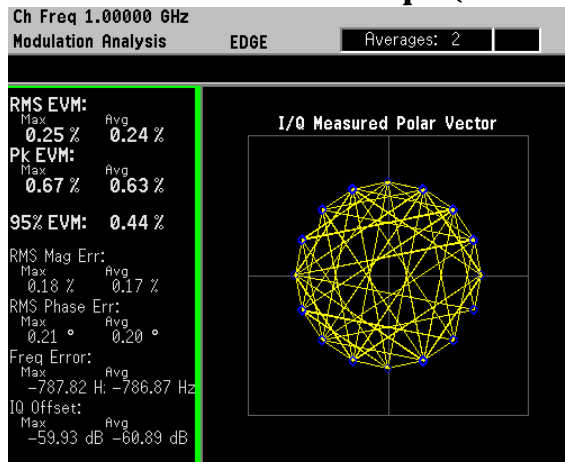 Ch Freq 1.00000 GHz
Modulation Analysis EDGE Averages: 2
RMS EVM:
Max Avg
0.25 % 0.24 %
Pk EVM:
Max Avg
0.67 % 0.63 %
95% EVM: 0.44 %
RMS Mag Err:
Max Avg
0.18 % 0.17 %
RMS Phase Err:
Max Avg
0.21 ° 0.20 °
Freq Error:
Max Avg
-787.82 H: -786.87 Hz
IQ Offset:
Max Avg
-59.93 dB -60.89 dB
I/Q Measured Polar Vector